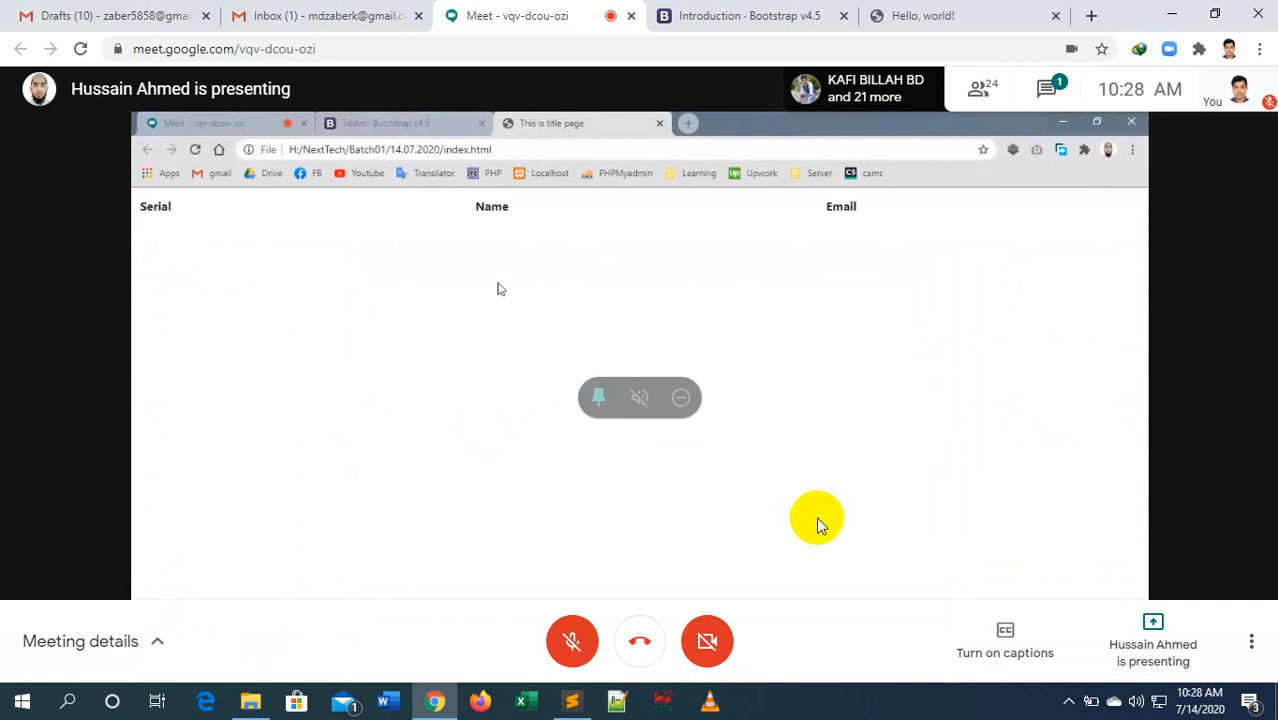 Drafts (10) - zaber5858@gmail
Inbox (1) - mdzaberk@gmail.c
Meet - vqv-dcou-ozi
Introduction · Bootstrap v4.5
Hello, world!
meet.google.com/vqv-dcou-ozi
Hussain Ahmed is presenting
KAFI BILLAH BD
and 21 more
24
1
10:28 AM
You
Meet - vqv-dcou-ozi
Tables · Bootstrap v4.5
This is title page
File
H:/NextTech/Batch01/14.07.2020/index.html
Apps
gmail
Drive
FB
Youtube
Translator
PHP
Localhost
PHPMyadmin
Learning
Upwork
Server
cams
Serial
Name
Email
Meeting details
Turn on captions
Hussain Ahmed
is presenting
10:28 AM
7/14/2020